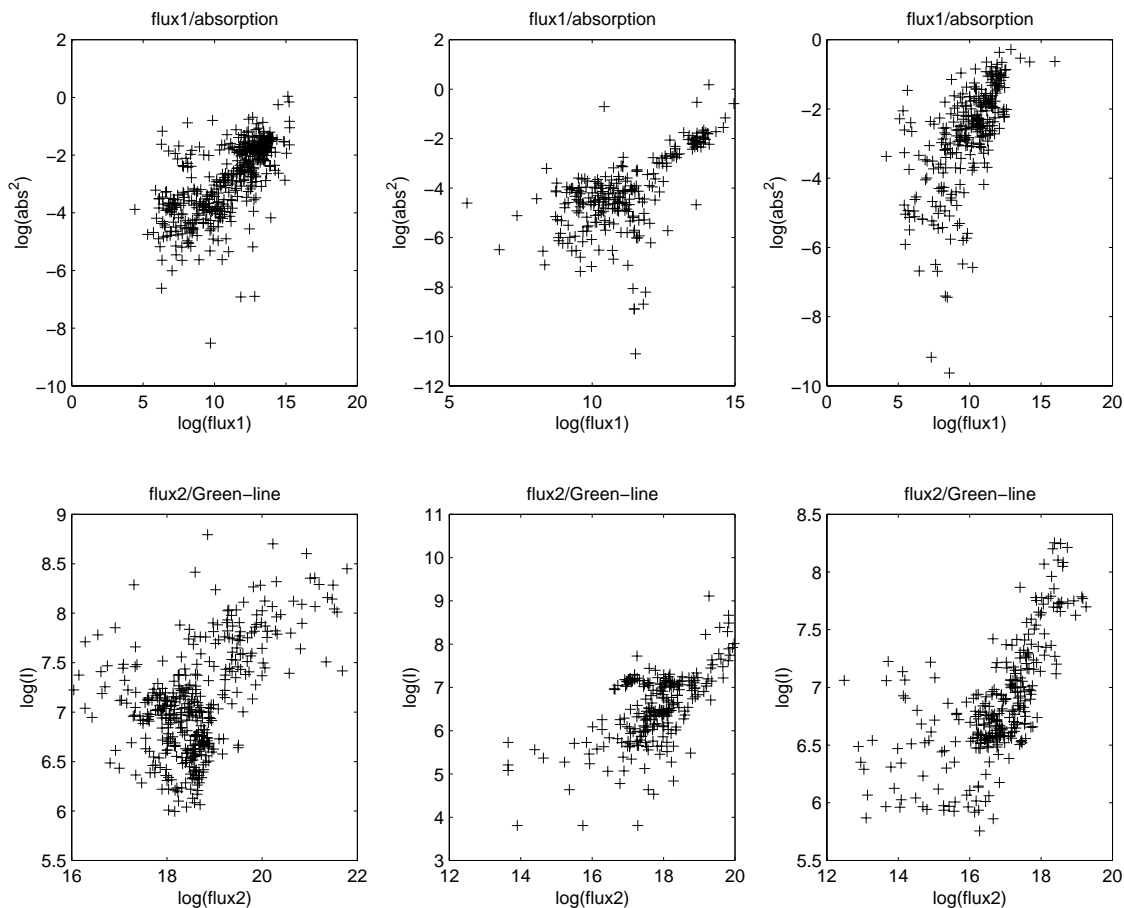 flux1/absorption
2
0
−2
−4
−6
−8
−10
0 5 10 15 20
log(abs²)
log(flux1)
flux1/absorption
2
0
−2
−4
−6
−8
−10
−12
5 10 15
log(abs²)
log(flux1)
flux1/absorption
0
−2
−4
−6
−8
−10
0 5 10 15 20
log(abs²)
log(flux1)
flux2/Green−line
9
8.5
8
7.5
7
6.5
6
5.5
16 18 20 22
log(I)
log(flux2)
flux2/Green−line
11
10
9
8
7
6
5
4
3
12 14 16 18 20
log(I)
log(flux2)
flux2/Green−line
8.5
8
7.5
7
6.5
6
5.5
12 14 16 18 20
log(I)
log(flux2)